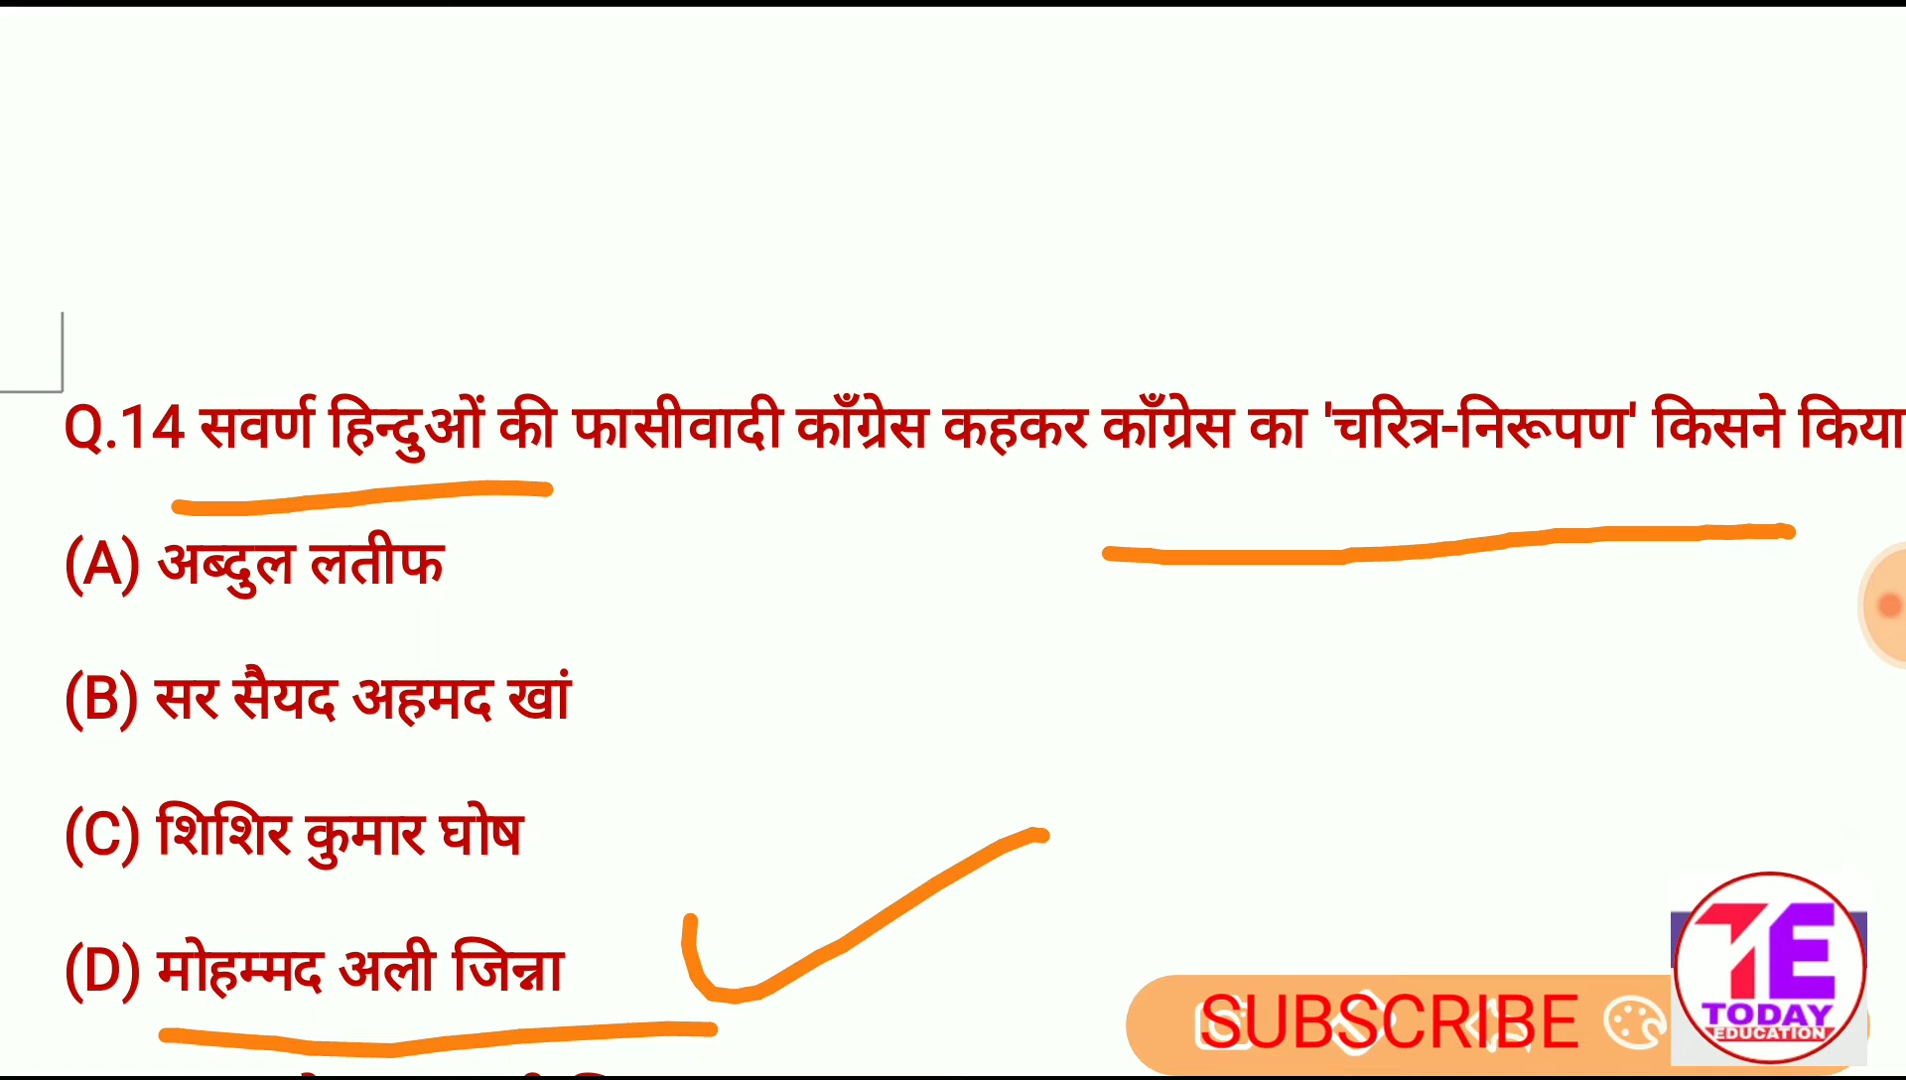 Q.14 सवर्ण हिन्दुओं की फासीवादी काँग्रेस कहकर काँग्रेस का 'चरित्र-निरूपण' किसने किया
(A) अब्दुल लतीफ
(B) सर सैयद अहमद खां
(C) शिशिर कुमार घोष
(D) मोहम्मद अली जिन्ना
SUBSCRIBE
TE
TODAY
EDUCATION